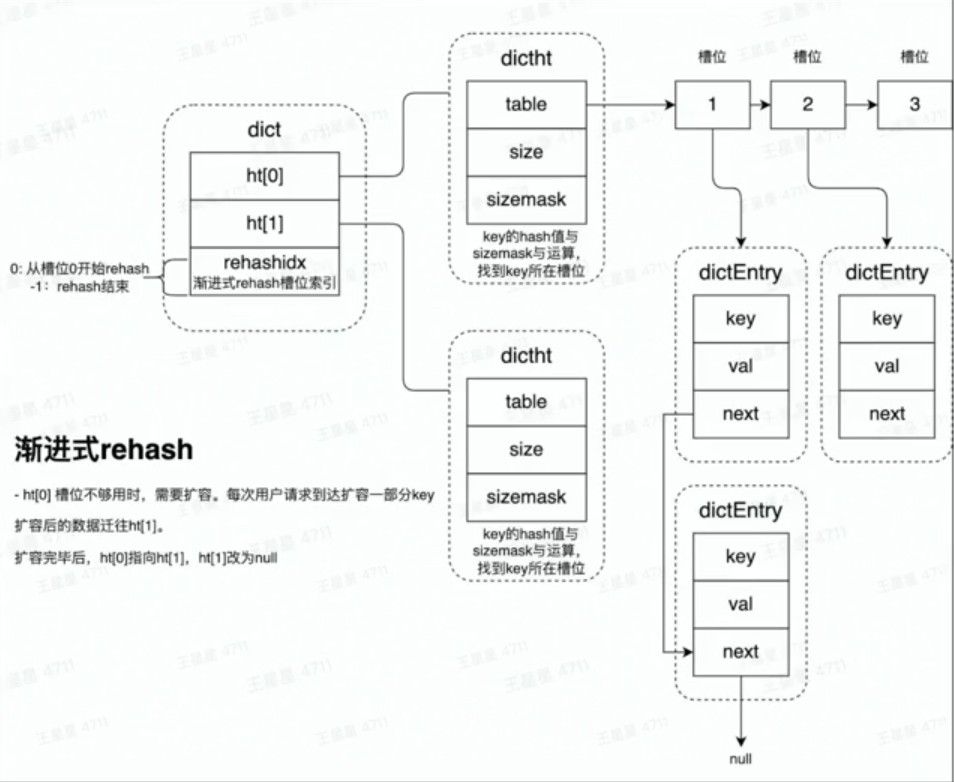 dict
ht[0]
ht[1]
rehashidx
渐进式rehash槽位索引
0: 从槽位0开始rehash
-1：rehash结束
dictht
table
size
sizemask
key的hash值与
sizemask与运算，
找到key所在槽位
槽位
槽位
槽位
1
2
3
dictEntry
key
val
next
dictEntry
key
val
next
dictht
table
size
sizemask
key的hash值与
sizemask与运算，
找到key所在槽位
dictEntry
key
val
next
null
渐进式rehash
- ht[0] 槽位不够用时，需要扩容。每次用户请求到达扩容一部分key
扩容后的数据迁往ht[1]。
扩容完毕后，ht[0]指向ht[1]，ht[1]改为null